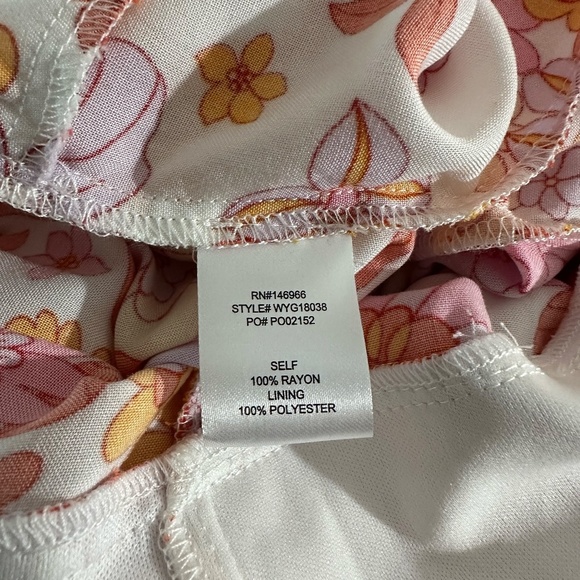 RN#146966
STYLE# WYG18038
PO# PO02152
SELF
100% RAYON
LINING
100% POLYESTER